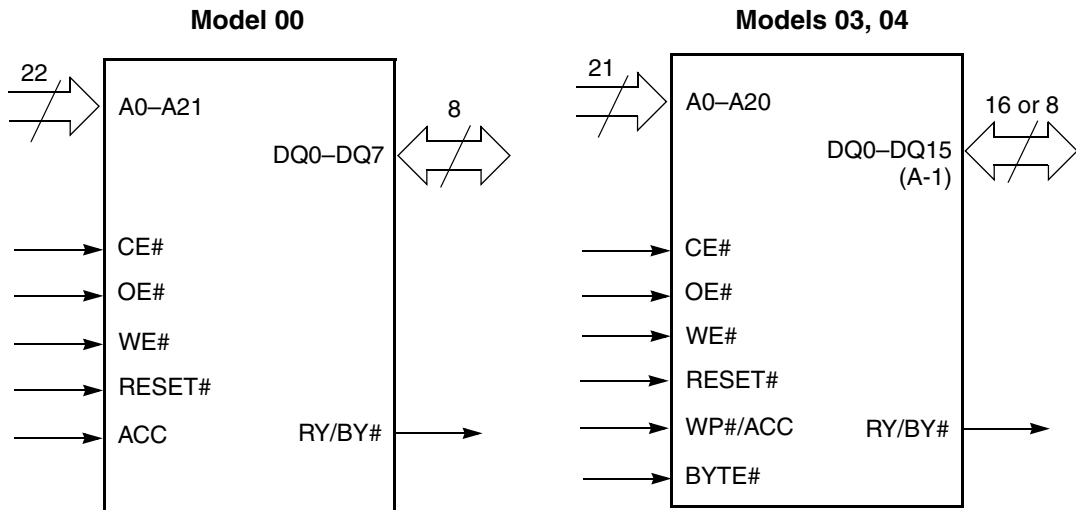 Model 00
22
A0–A21
8
DQ0–DQ7
CE#
OE#
WE#
RESET#
ACC
RY/BY#
Models 03, 04
21
A0–A20
16 or 8
DQ0–DQ15
(A-1)
CE#
OE#
WE#
RESET#
WP#/ACC
RY/BY#
BYTE#